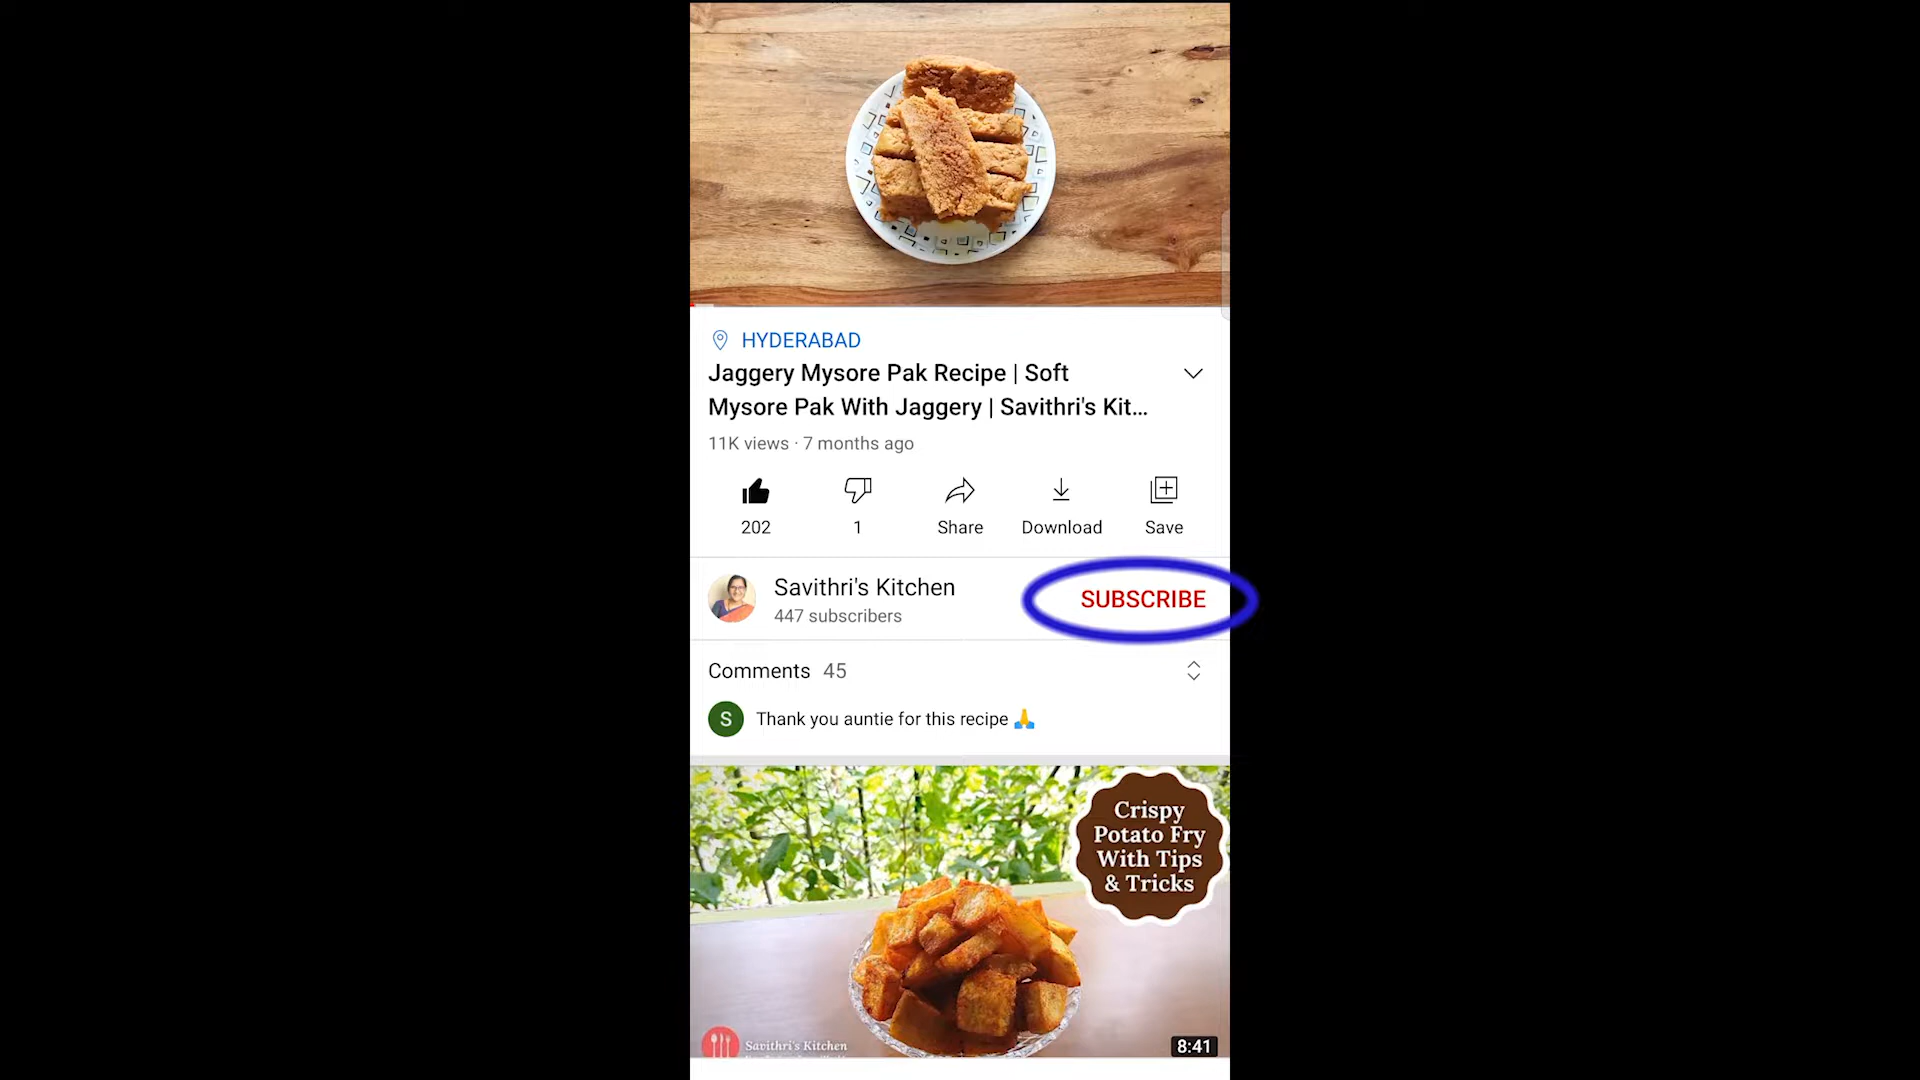 HYDERABAD
Jaggery Mysore Pak Recipe | Soft
Mysore Pak With Jaggery | Savithri's Kit...
11K views · 7 months ago
202
1
Share
Download
Save
Savithri's Kitchen
447 subscribers
SUBSCRIBE
Comments 45
S
Thank you auntie for this recipe 🙏
Crispy
Potato Fry
With Tips
& Tricks
Savithri's Kitchen
8:41